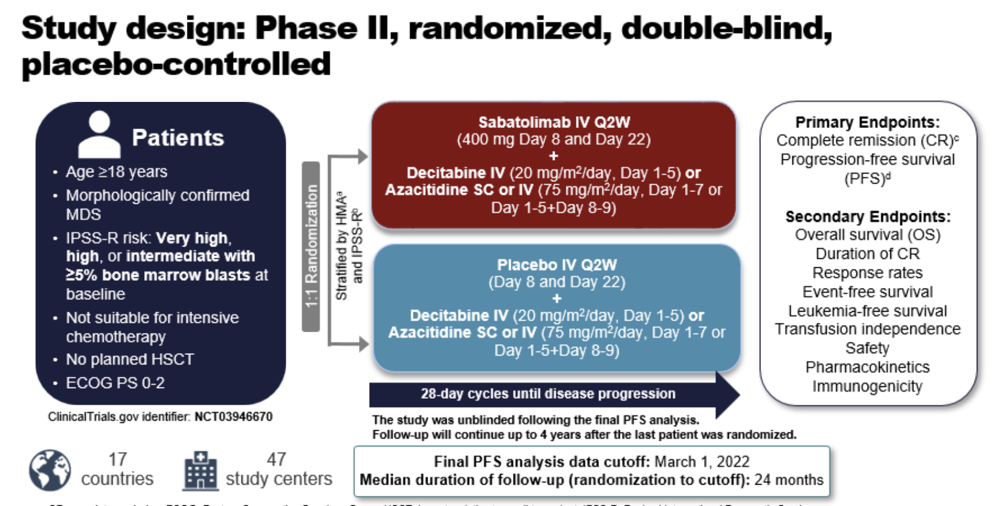 Study design: Phase II, randomized, double-blind,
placebo-controlled
Patients
• Age ≥18 years
• Morphologically confirmed
MDS
• IPSS-R risk: Very high,
high, or intermediate with
≥5% bone marrow blasts at
baseline
• Not suitable for intensive
chemotherapy
• No planned HSCT
• ECOG PS 0-2
ClinicalTrials.gov identifier: NCT03946670
1:1 Randomization
Stratified by HMAᵃ
and IPSS-Rᵇ
Sabatolimab IV Q2W
(400 mg Day 8 and Day 22)
+
Decitabine IV (20 mg/m²/day, Day 1-5) or
Azacitidine SC or IV (75 mg/m²/day, Day 1-7 or
Day 1-5+Day 8-9)
Placebo IV Q2W
(Day 8 and Day 22)
+
Decitabine IV (20 mg/m²/day, Day 1-5) or
Azacitidine SC or IV (75 mg/m²/day, Day 1-7 or
Day 1-5+Day 8-9)
28-day cycles until disease progression
The study was unblinded following the final PFS analysis.
Follow-up will continue up to 4 years after the last patient was randomized.
Primary Endpoints:
Complete remission (CR)ᶜ
Progression-free survival
(PFS)ᵈ
Secondary Endpoints:
Overall survival (OS)
Duration of CR
Response rates
Event-free survival
Leukemia-free survival
Transfusion independence
Safety
Pharmacokinetics
Immunogenicity
17
countries
47
study centers
Final PFS analysis data cutoff: March 1, 2022
Median duration of follow-up (randomization to cutoff): 24 months